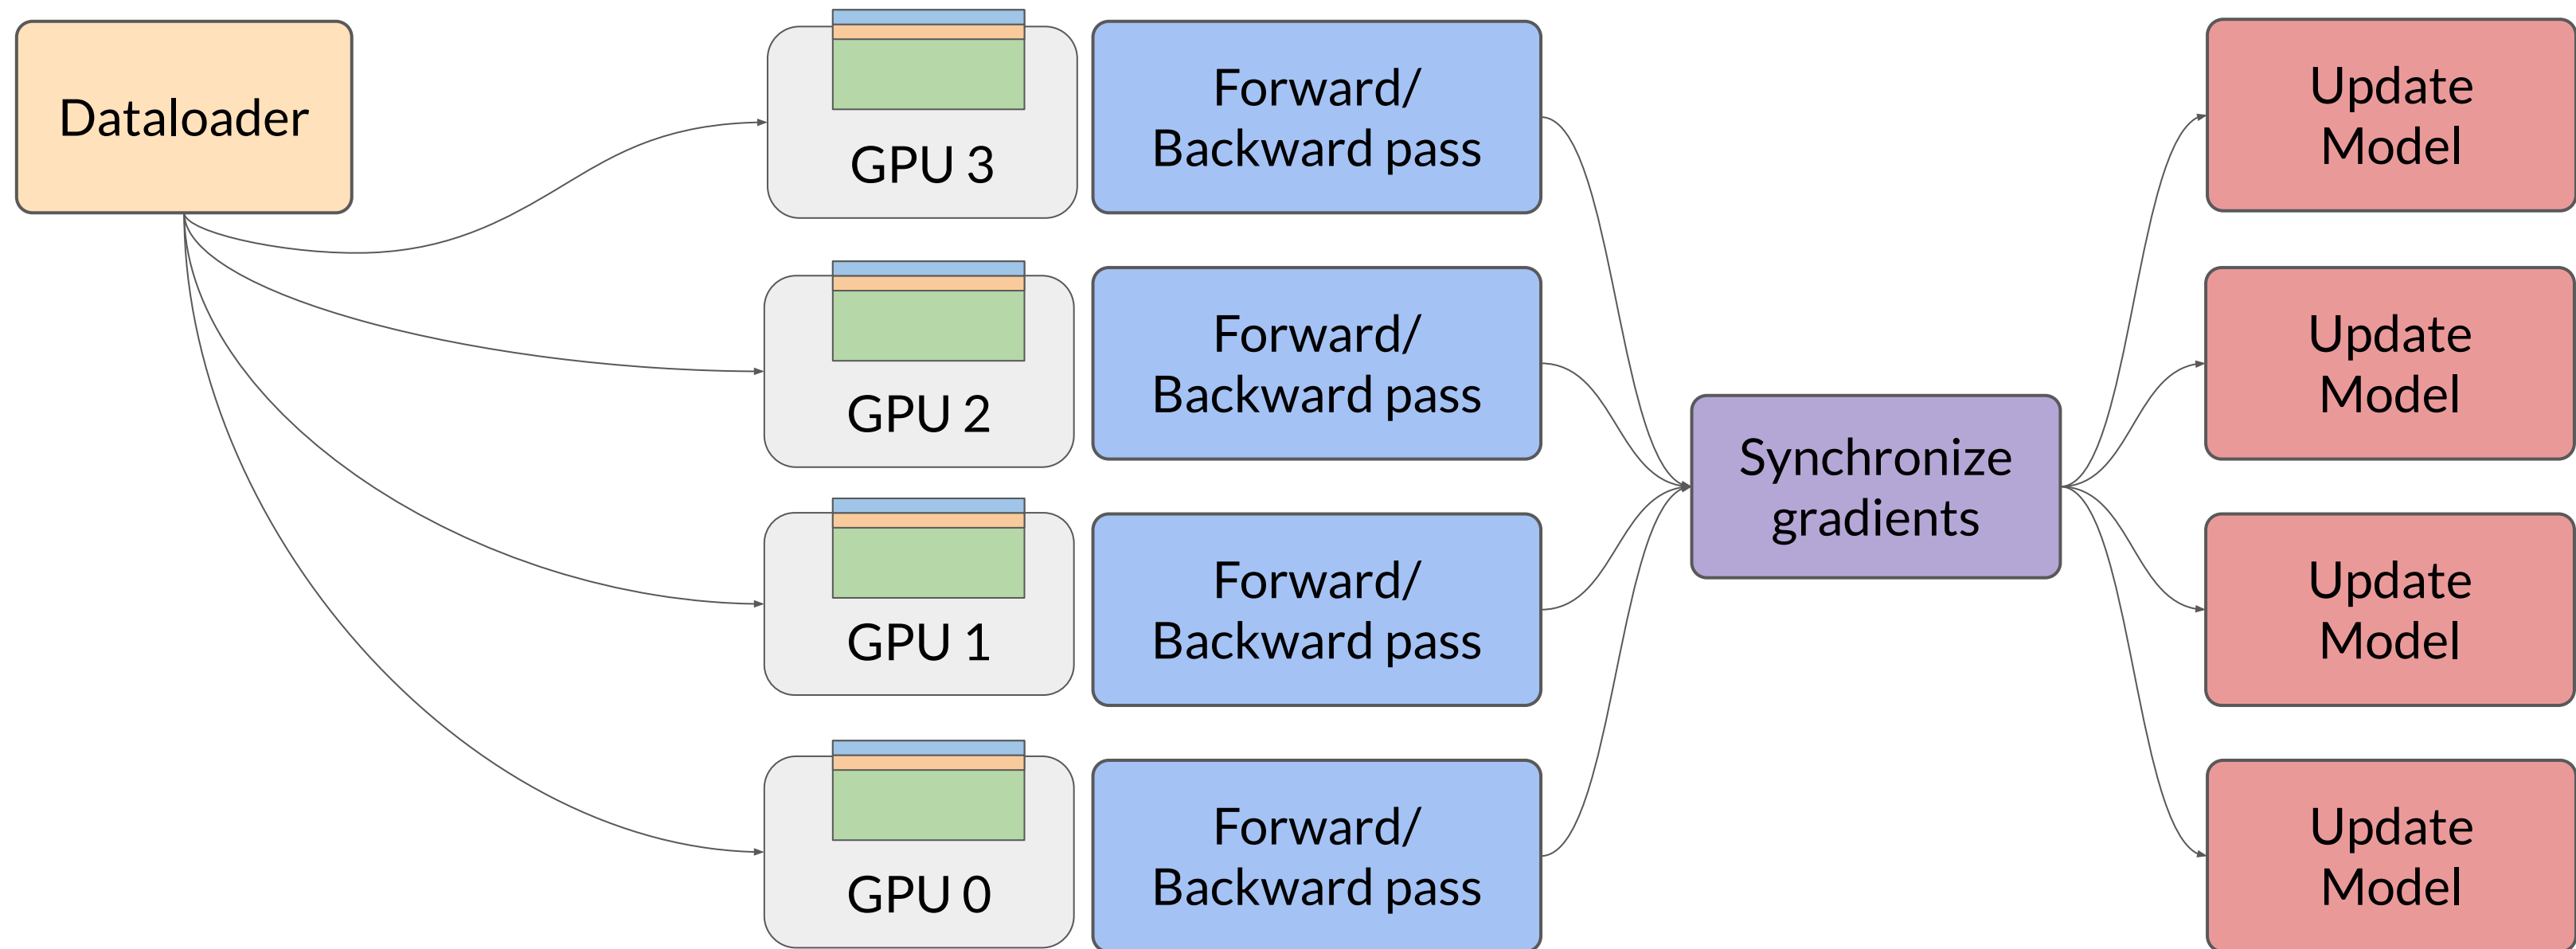 Dataloader
GPU 3
Forward/
Backward pass
Update
Model
GPU 2
Forward/
Backward pass
Update
Model
Synchronize
gradients
GPU 1
Forward/
Backward pass
Update
Model
GPU 0
Forward/
Backward pass
Update
Model